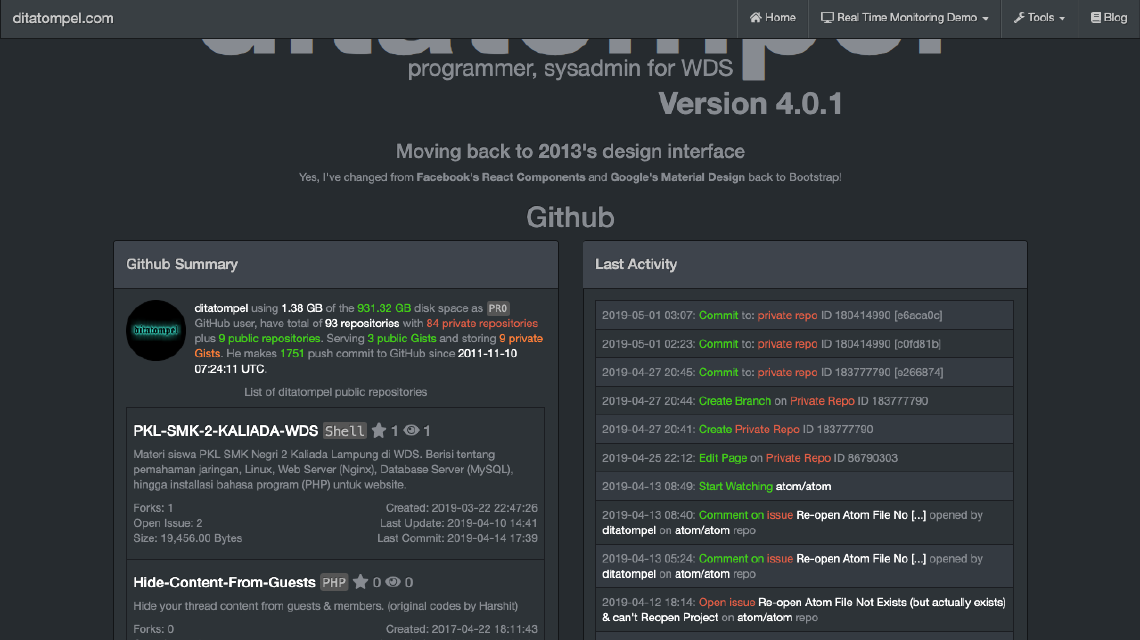 ditatompel.com
Home
Real Time Monitoring Demo
Tools
Blog
ditatompel
programmer, sysadmin for WDS
Version 4.0.1
Moving back to 2013's design interface
Yes, I've changed from Facebook's React Components and Google's Material Design back to Bootstrap!
Github
Github Summary
ditatompel
ditatompel using 1.38 GB of the 931.32 GB disk space as PRO
GitHub user, have total of 93 repositories with 84 private repositories
plus 9 public repositories. Serving 3 public Gists and storing 9 private
Gists. He makes 1751 push commit to GitHub since 2011-11-10
07:24:11 UTC.
List of ditatompel public repositories
PKL-SMK-2-KALIADA-WDS Shell 1 1
Materi siswa PKL SMK Negri 2 Kaliada Lampung di WDS. Berisi tentang
pemahaman jaringan, Linux, Web Server (Nginx), Database Server (MySQL),
hingga installasi bahasa program (PHP) untuk website.
Forks: 1
Created: 2019-03-22 22:47:26
Open Issue: 2
Last Update: 2019-04-10 14:41
Size: 19,456.00 Bytes
Last Commit: 2019-04-14 17:39
Hide-Content-From-Guests PHP 0 0
Hide your thread content from guests & members. (original codes by Harshit)
Forks: 0
Created: 2017-04-22 18:11:43
Last Activity
2019-05-01 03:07: Commit to: private repo ID 180414990 [e6aca0c]
2019-05-01 02:23: Commit to: private repo ID 180414990 [c0fd81b]
2019-04-27 20:45: Commit to: private repo ID 183777790 [e266874]
2019-04-27 20:44: Create Branch on Private Repo ID 183777790
2019-04-27 20:41: Create Private Repo ID 183777790
2019-04-25 22:12: Edit Page on Private Repo ID 86790303
2019-04-13 08:49: Start Watching atom/atom
2019-04-13 08:40: Comment on issue Re-open Atom File No [...] opened by
ditatompel on atom/atom repo
2019-04-13 05:24: Comment on issue Re-open Atom File No [...] opened by
ditatompel on atom/atom repo
2019-04-12 18:14: Open issue Re-open Atom File Not Exists (but actually exists)
& can't Reopen Project on atom/atom repo